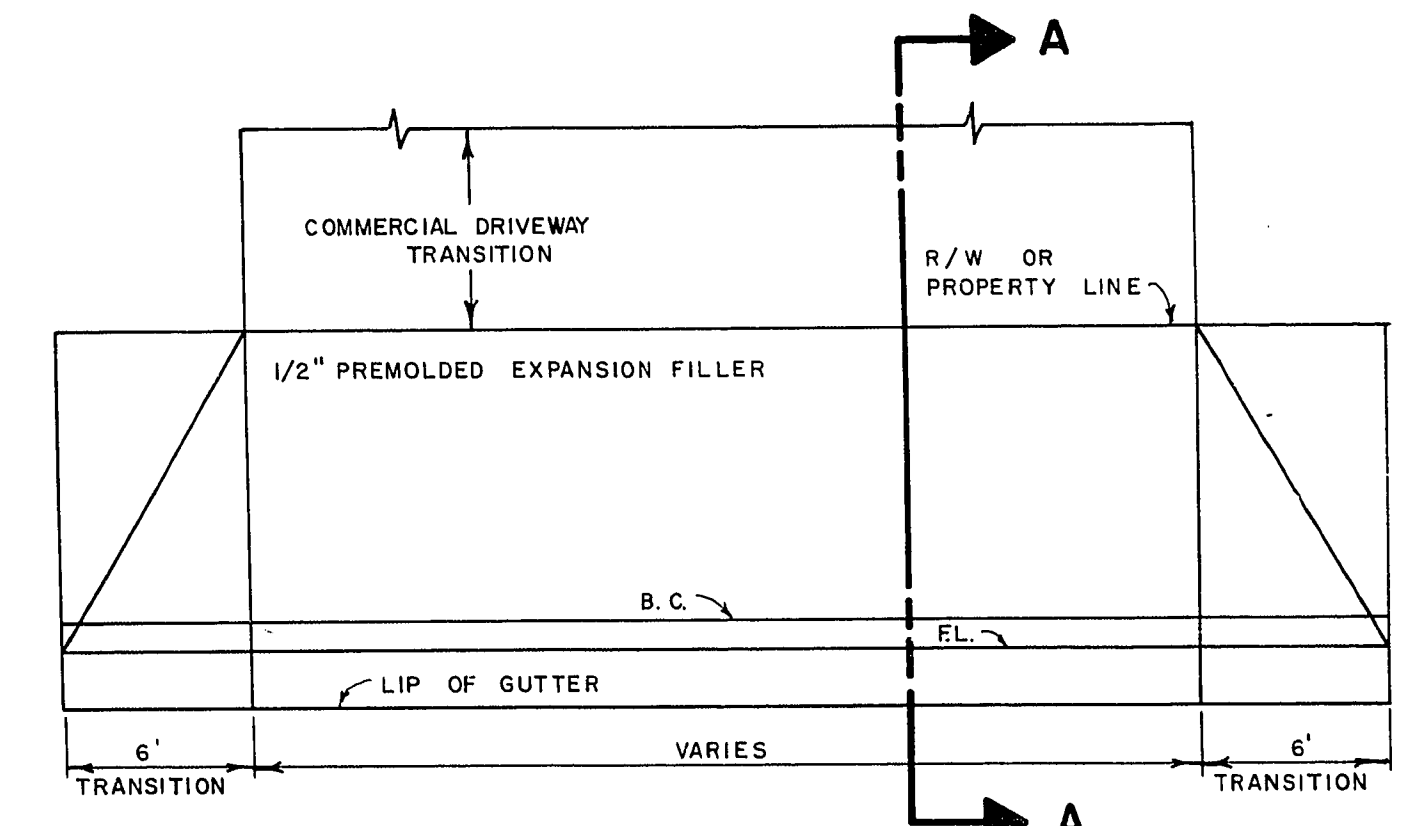 A
COMMERCIAL DRIVEWAY
TRANSITION
R/W OR
PROPERTY LINE
1/2" PREMOLDED EXPANSION FILLER
B.C.
F.L.
LIP OF GUTTER
6'
TRANSITION
VARIES
6'
TRANSITION
A